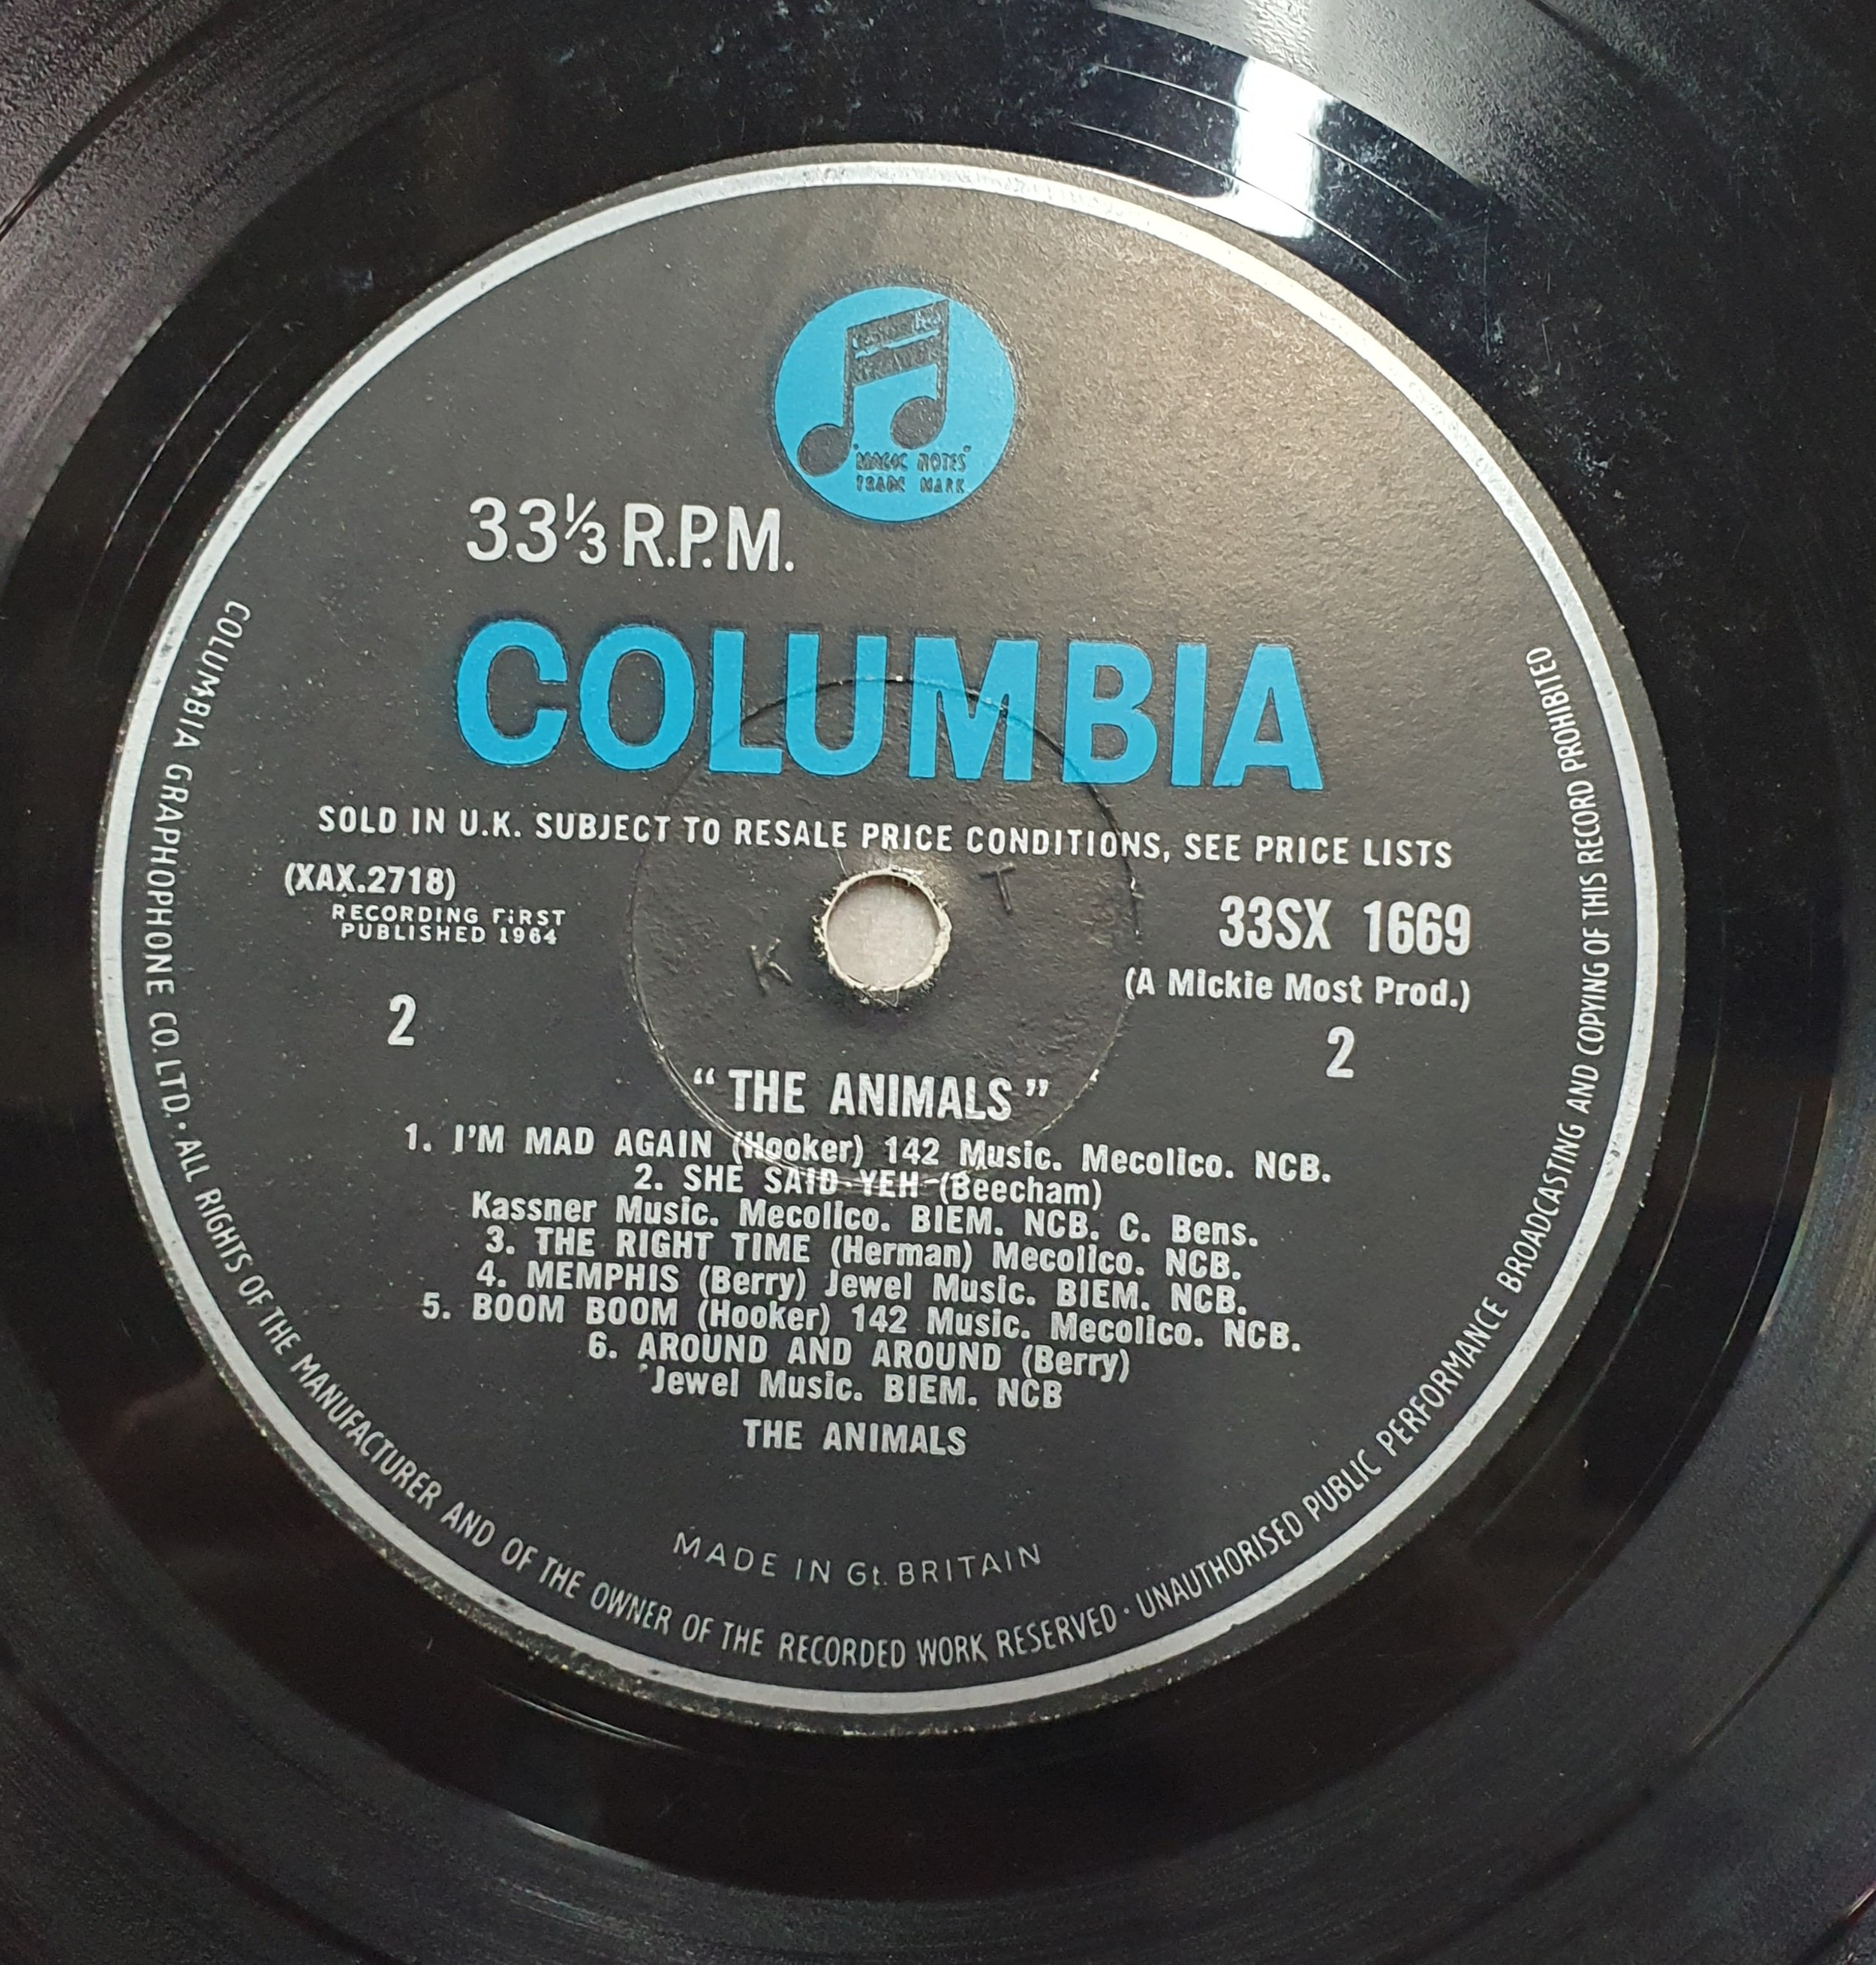 "MAGIC NOTES"
TRADE MARK
33⅓ R.P.M.
COLUMBIA
SOLD IN U.K. SUBJECT TO RESALE PRICE CONDITIONS, SEE PRICE LISTS
(XAX.2718)
RECORDING FIRST
PUBLISHED 1964
33SX 1669
(A Mickie Most Prod.)
K T
2
2
"THE ANIMALS"
1. I'M MAD AGAIN (Hooker) 142 Music. Mecolico. NCB.
2. SHE SAID YEH (Beecham)
Kassner Music. Mecolico. BIEM. NCB. C. Bens.
3. THE RIGHT TIME (Herman) Mecolico. NCB.
4. MEMPHIS (Berry) Jewel Music. BIEM. NCB.
5. BOOM BOOM (Hooker) 142 Music. Mecolico. NCB.
6. AROUND AND AROUND (Berry)
Jewel Music. BIEM. NCB
THE ANIMALS
MADE IN Gt. BRITAIN
COLUMBIA GRAPHOPHONE CO. LTD. · ALL RIGHTS OF THE MANUFACTURER AND OF THE OWNER OF THE RECORDED WORK RESERVED · UNAUTHORISED PUBLIC PERFORMANCE BROADCASTING AND COPYING OF THIS RECORD PROHIBITED